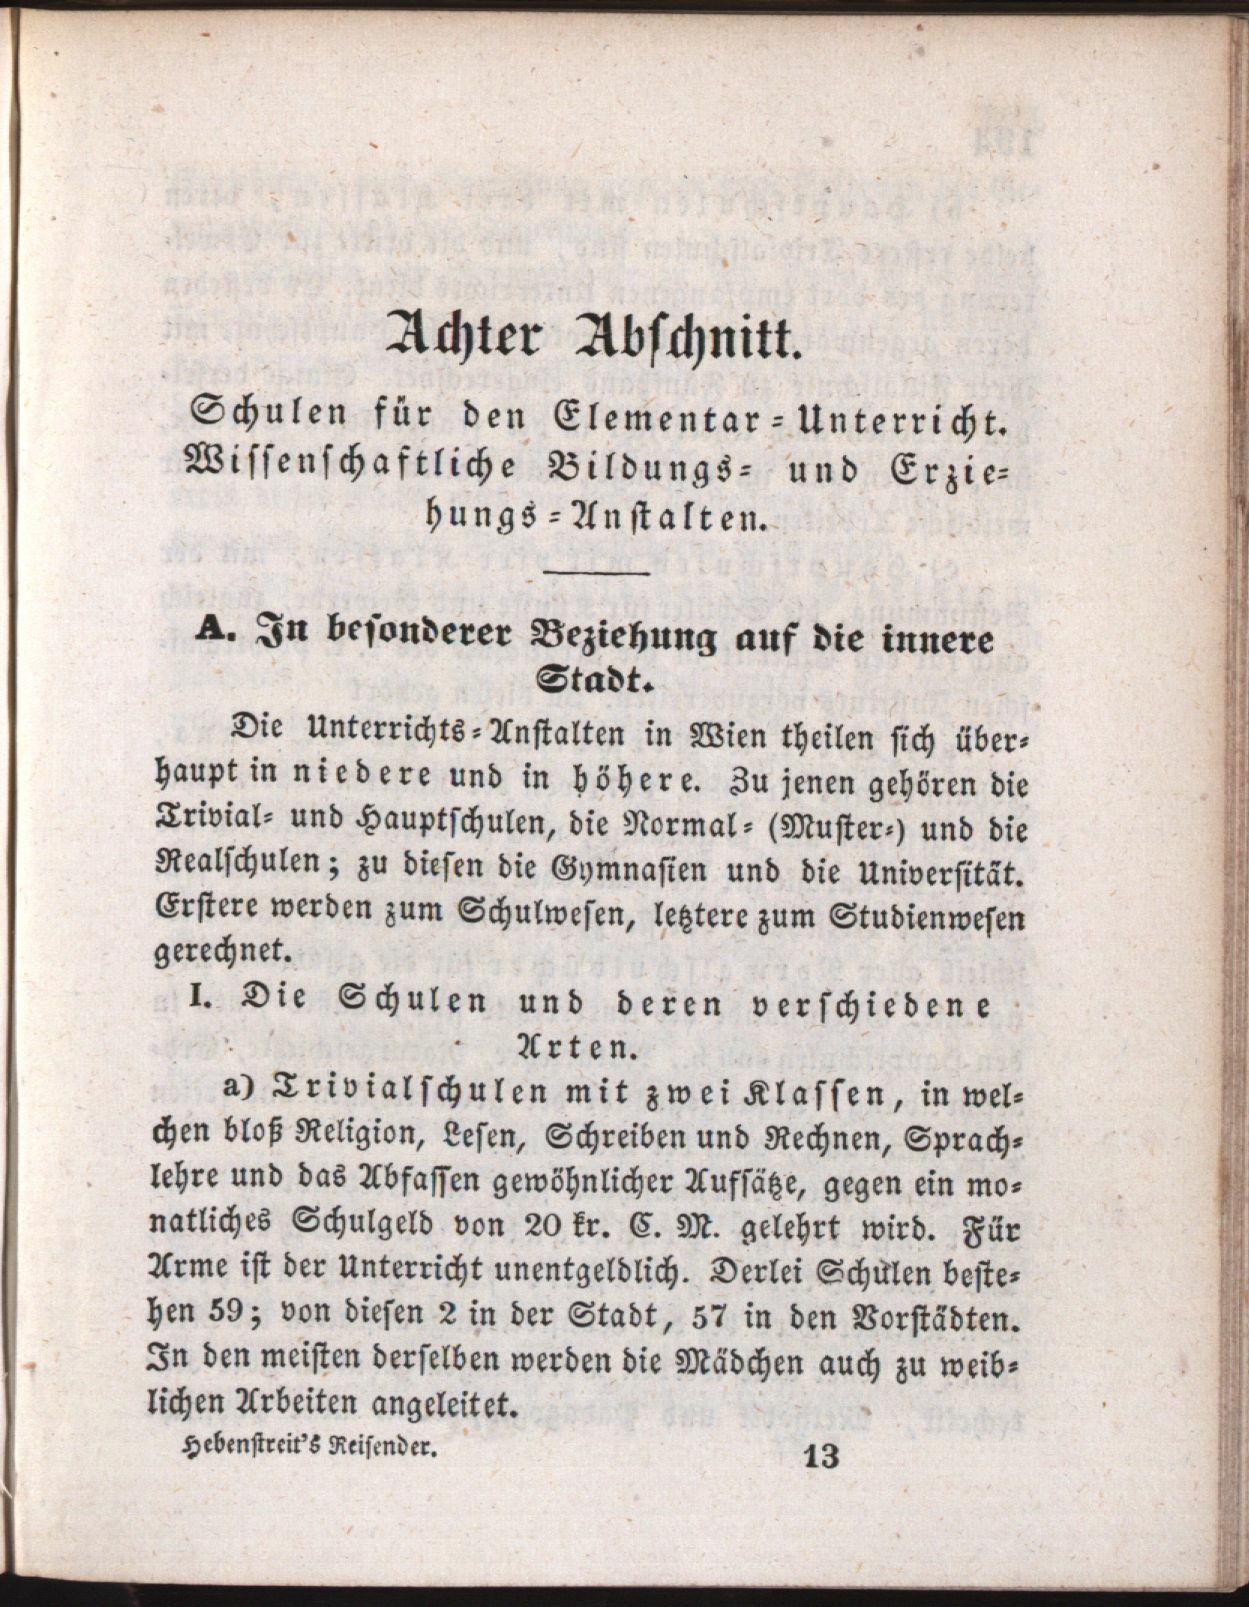 Achter Abschnitt.
Schulen für den Elementar-Unterricht.
Wissenschaftliche Bildungs- und Erzie-
hungs-Anstalten.
A. In besonderer Beziehung auf die innere
Stadt.
Die Unterrichts-Anstalten in Wien theilen sich über-
haupt in niedere und in höhere. Zu jenen gehören die
Trivial- und Hauptschulen, die Normal- (Muster-) und die
Realschulen; zu diesen die Gymnasien und die Universität.
Erstere werden zum Schulwesen, letztere zum Studienwesen
gerechnet.
I. Die Schulen und deren verschiedene
Arten.
a) Trivialschulen mit zwei Klassen, in wel-
chen bloß Religion, Lesen, Schreiben und Rechnen, Sprach-
lehre und das Abfassen gewöhnlicher Aufsätze, gegen ein mo-
natliches Schulgeld von 20 kr. C. M. gelehrt wird. Für
Arme ist der Unterricht unentgeldlich. Derlei Schulen beste-
hen 59; von diesen 2 in der Stadt, 57 in den Vorstädten.
In den meisten derselben werden die Mädchen auch zu weib-
lichen Arbeiten angeleitet.
Hebenstreit's Reisender.
13